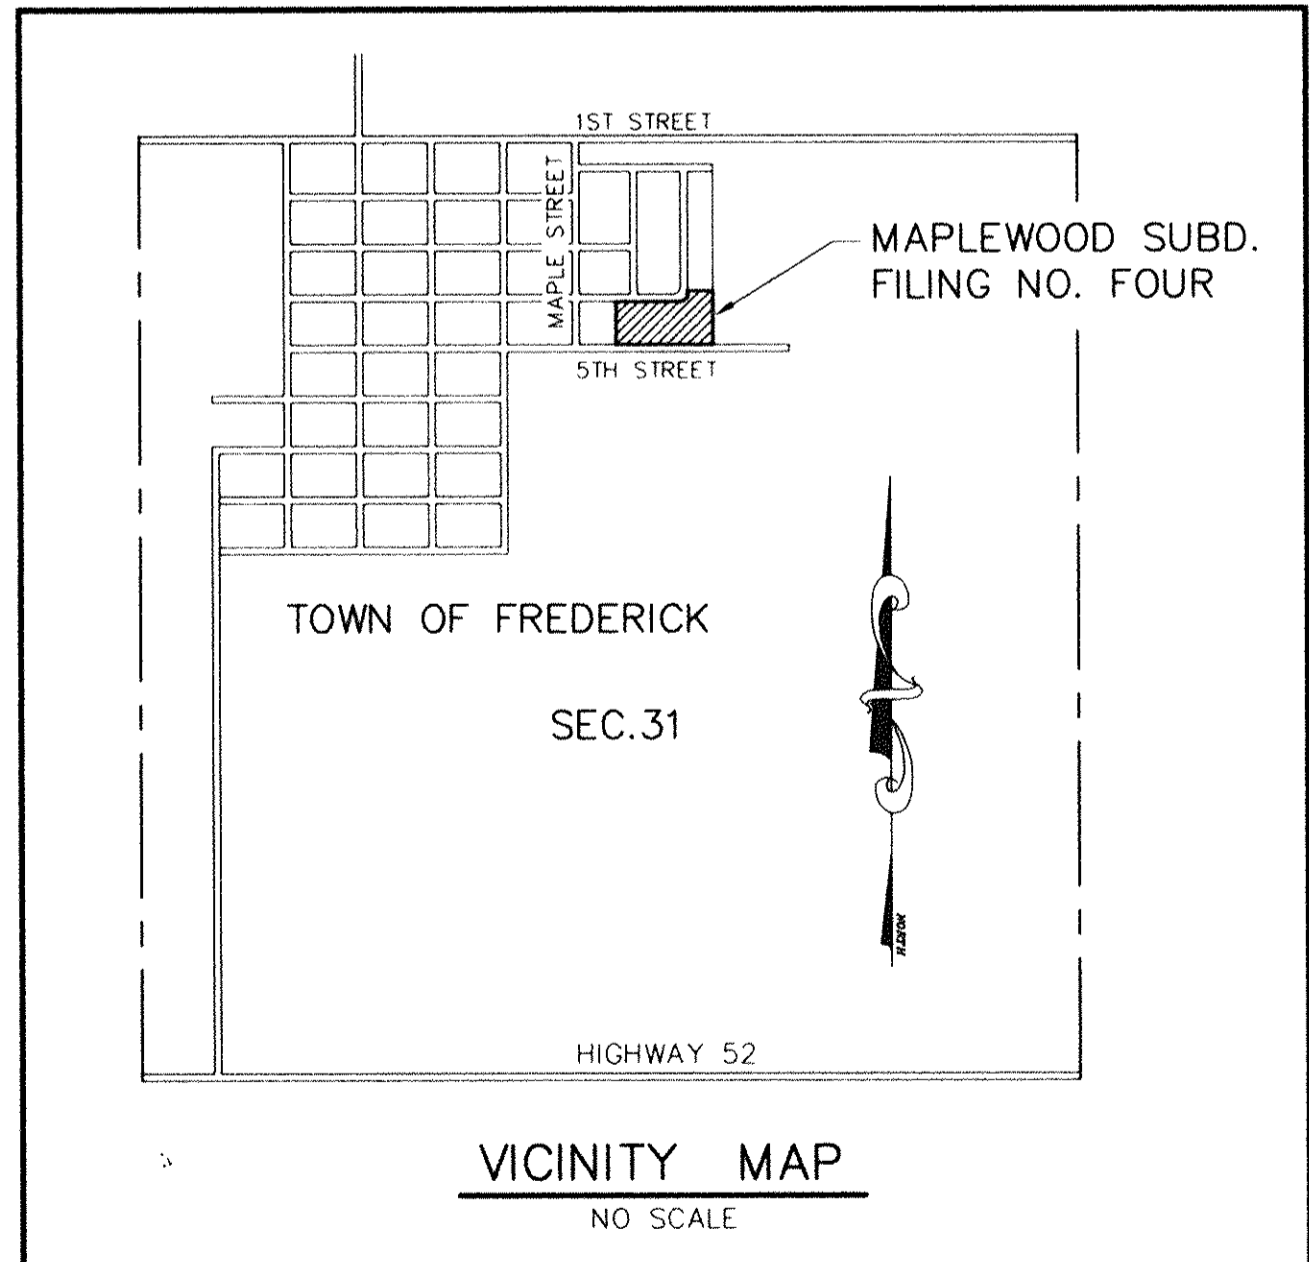 1ST STREET
MAPLE STREET
MAPLEWOOD SUBD.
FILING NO. FOUR
5TH STREET
TOWN OF FREDERICK
SEC.31
HIGHWAY 52
VICINITY MAP
NO SCALE